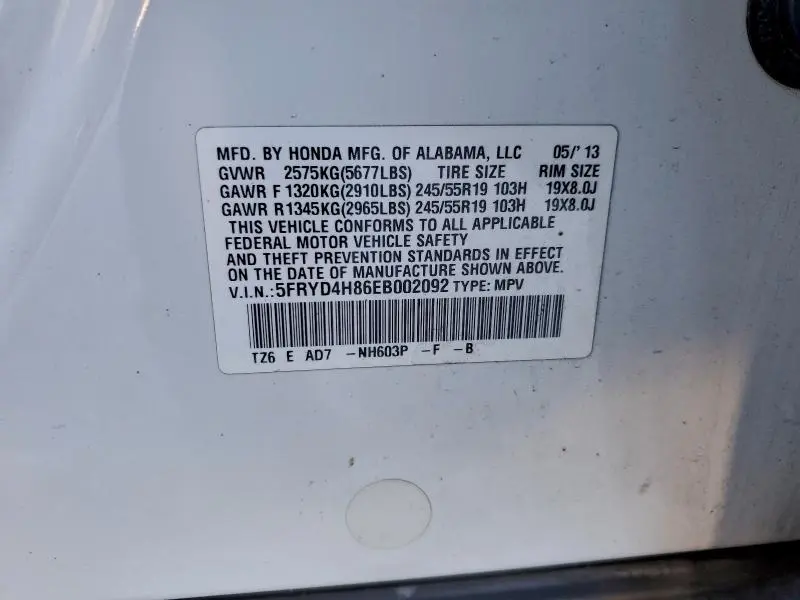 MFD. BY HONDA MFG. OF ALABAMA, LLC 05/'13
GVWR 2575KG(5677LBS) TIRE SIZE RIM SIZE
GAWR F 1320KG(2910LBS) 245/55R19 103H 19X8.0J
GAWR R1345KG(2965LBS) 245/55R19 103H 19X8.0J
THIS VEHICLE CONFORMS TO ALL APPLICABLE
FEDERAL MOTOR VEHICLE SAFETY
AND THEFT PREVENTION STANDARDS IN EFFECT
ON THE DATE OF MANUFACTURE SHOWN ABOVE.
V.I.N.:5FRYD4H86EB002092 TYPE: MPV
TZ6 E AD7 -NH603P -F -B